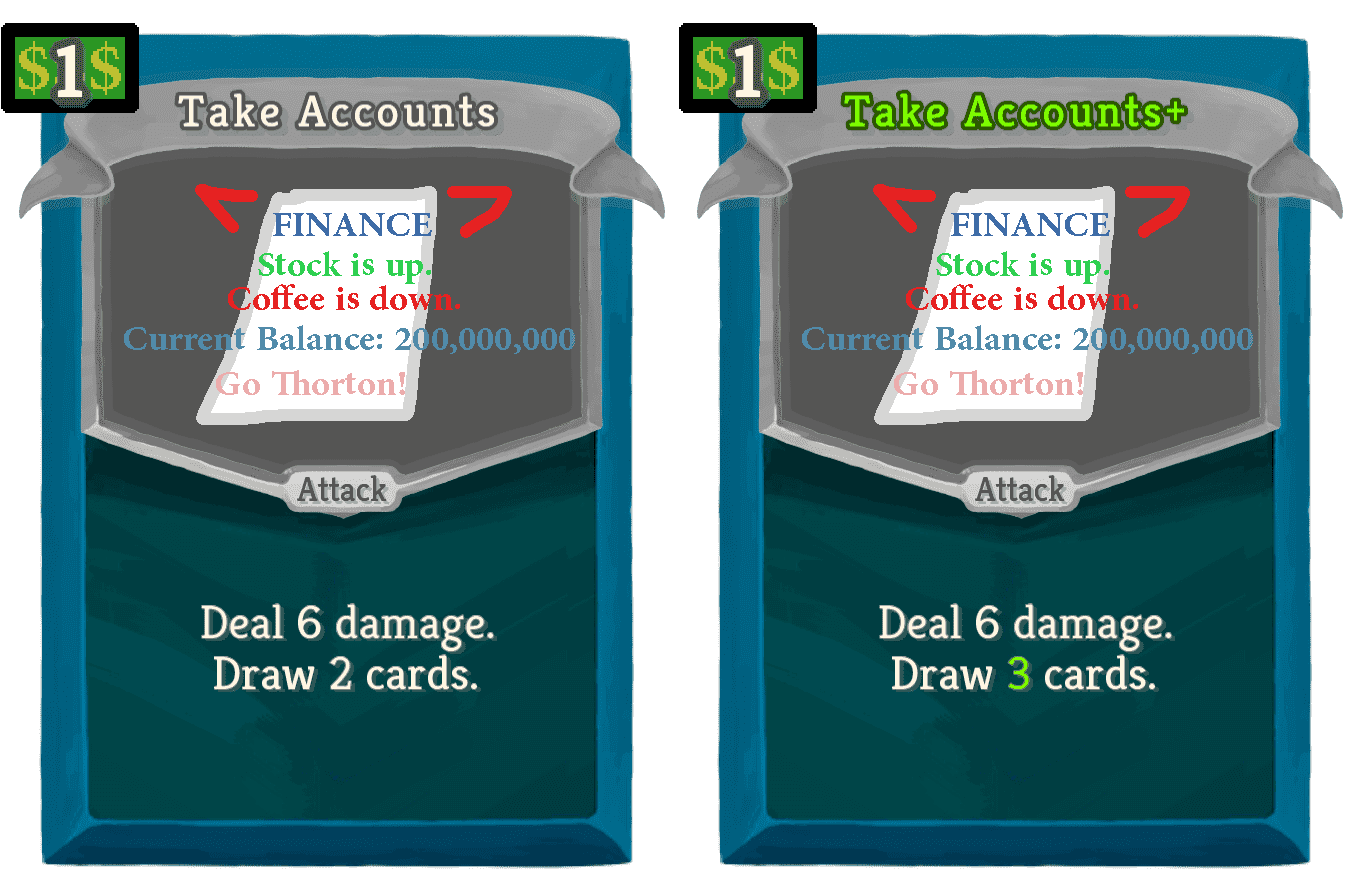 $1$
Take Accounts
FINANCE
Stock is up.
Coffee is down.
Current Balance: 200,000,000
Go Thorton!
Attack
Deal 6 damage.
Draw 2 cards.
$1$
Take Accounts+
FINANCE
Stock is up.
Coffee is down.
Current Balance: 200,000,000
Go Thorton!
Attack
Deal 6 damage.
Draw 3 cards.